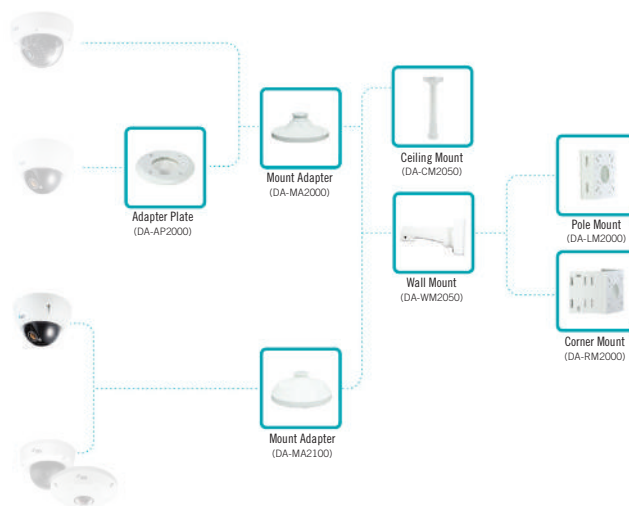 Ceiling Mount
(DA-CM2050)
Mount Adapter
(DA-MA2000)
Adapter Plate
(DA-AP2000)
Pole Mount
(DA-LM2000)
Wall Mount
(DA-WM2050)
Corner Mount
(DA-RM2000)
Mount Adapter
(DA-MA2100)